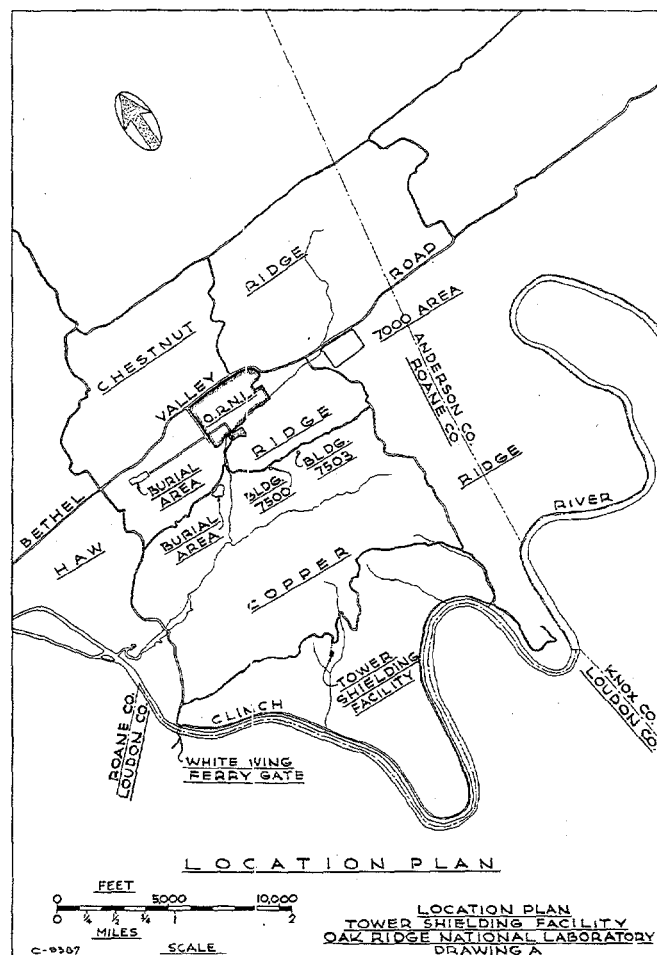 CHESTNUT
RIDGE
BETHEL VALLEY ROAD
7000 AREA
O.R.N.L.
ANDERSON CO.
ROANE CO.
HAW RIDGE
BURIAL
AREA
BURIAL
AREA
BLDG.
7500
BLDG.
7503
COPPER RIDGE
RIVER
TOWER
SHIELDING
FACILITY
CLINCH
ROANE CO.
LOUDON CO.
KNOX CO.
LOUDON CO.
WHITE WING
FERRY GATE
LOCATION PLAN
FEET
0 5,000 10,000
0 ¼ ½ ¾ 1 2
MILES
SCALE
C-9387
LOCATION PLAN
TOWER SHIELDING FACILITY
OAK RIDGE NATIONAL LABORATORY
DRAWING A